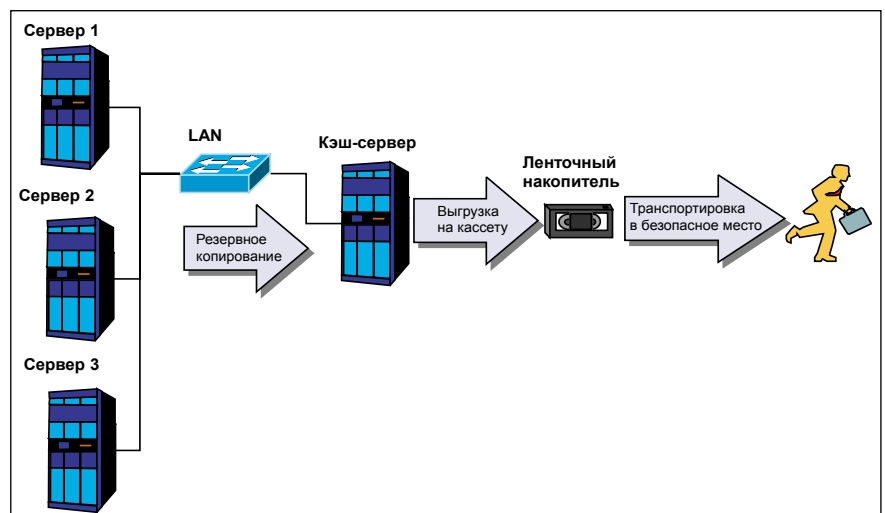 Сервер 1
LAN
Кэш-сервер
Ленточный
накопитель
Сервер 2
Резервное
копирование
Выгрузка
на кассету
Транспортировка
в безопасное место
Сервер 3